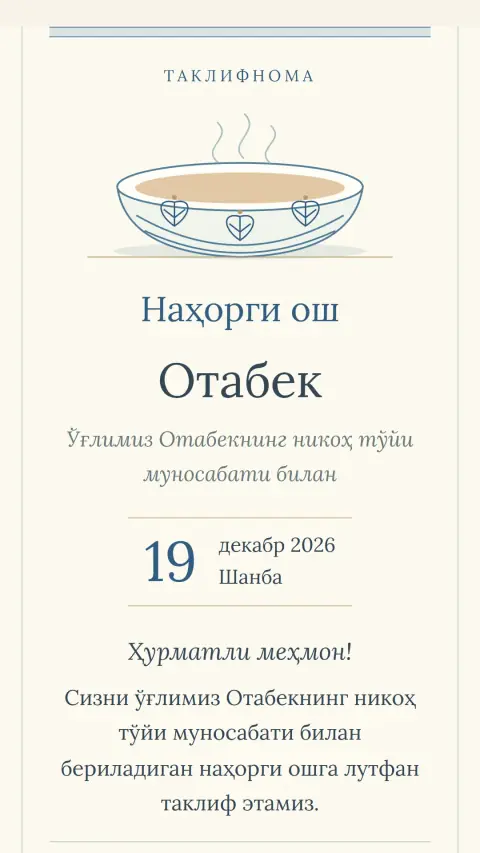 ТАКЛИФНОМА
Наҳорги ош
Отабек
Ўғлимиз Отабекнинг никоҳ тўйи
муносабати билан
19
декабр 2026
Шанба
Ҳурматли меҳмон!
Сизни ўғлимиз Отабекнинг никоҳ
тўйи муносабати билан
бериладиган наҳорги ошга лутфан
таклиф этамиз.